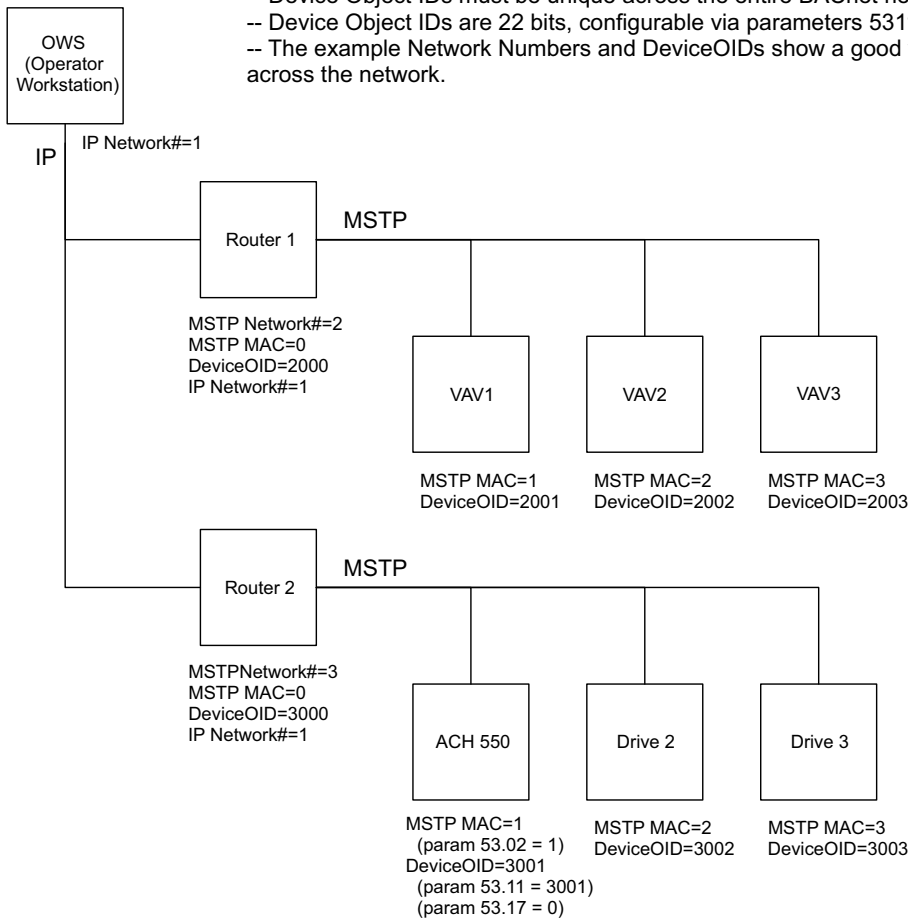 -- Device Object IDs are 22 bits, configurable via parameters 531
-- The example Network Numbers and DeviceOIDs show a good
across the network.
OWS
(Operator
Workstation)
IP
IP Network#=1
Router 1
MSTP
MSTP Network#=2
MSTP MAC=0
DeviceOID=2000
IP Network#=1
VAV1
VAV2
VAV3
MSTP MAC=1
DeviceOID=2001
MSTP MAC=2
DeviceOID=2002
MSTP MAC=3
DeviceOID=2003
Router 2
MSTP
MSTPNetwork#=3
MSTP MAC=0
DeviceOID=3000
IP Network#=1
ACH 550
Drive 2
Drive 3
MSTP MAC=1
(param 53.02 = 1)
DeviceOID=3001
(param 53.11 = 3001)
(param 53.17 = 0)
MSTP MAC=2
DeviceOID=3002
MSTP MAC=3
DeviceOID=3003